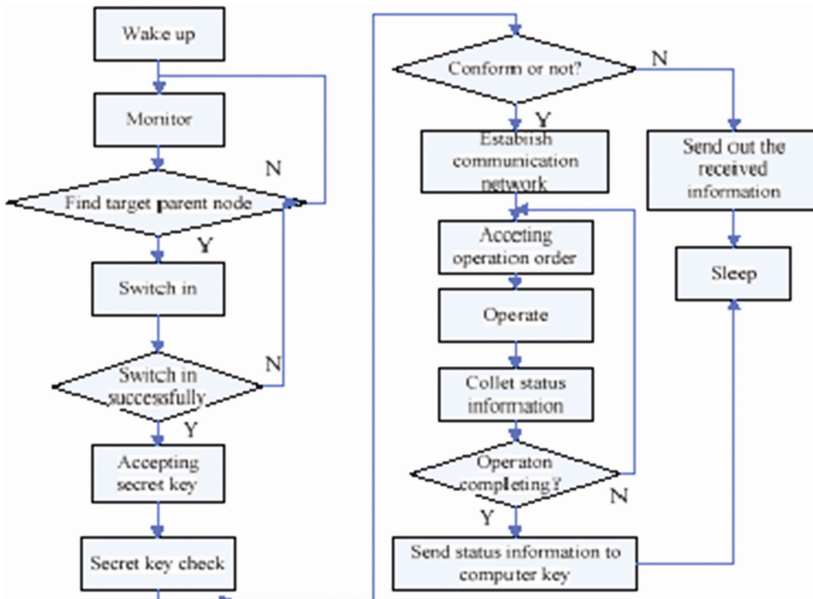 Wake up
Monitor
N
Find target parent node
Y
Switch in
Switch in
successfully
N
Y
Accepting
secret key
Secret key check
Conform or not?
N
Y
Establish
communication
network
Acceting
operation order
Operate
Collet status
information
Operaton
completing?
N
Y
Send status information to
computer key
Send out the
received
information
Sleep